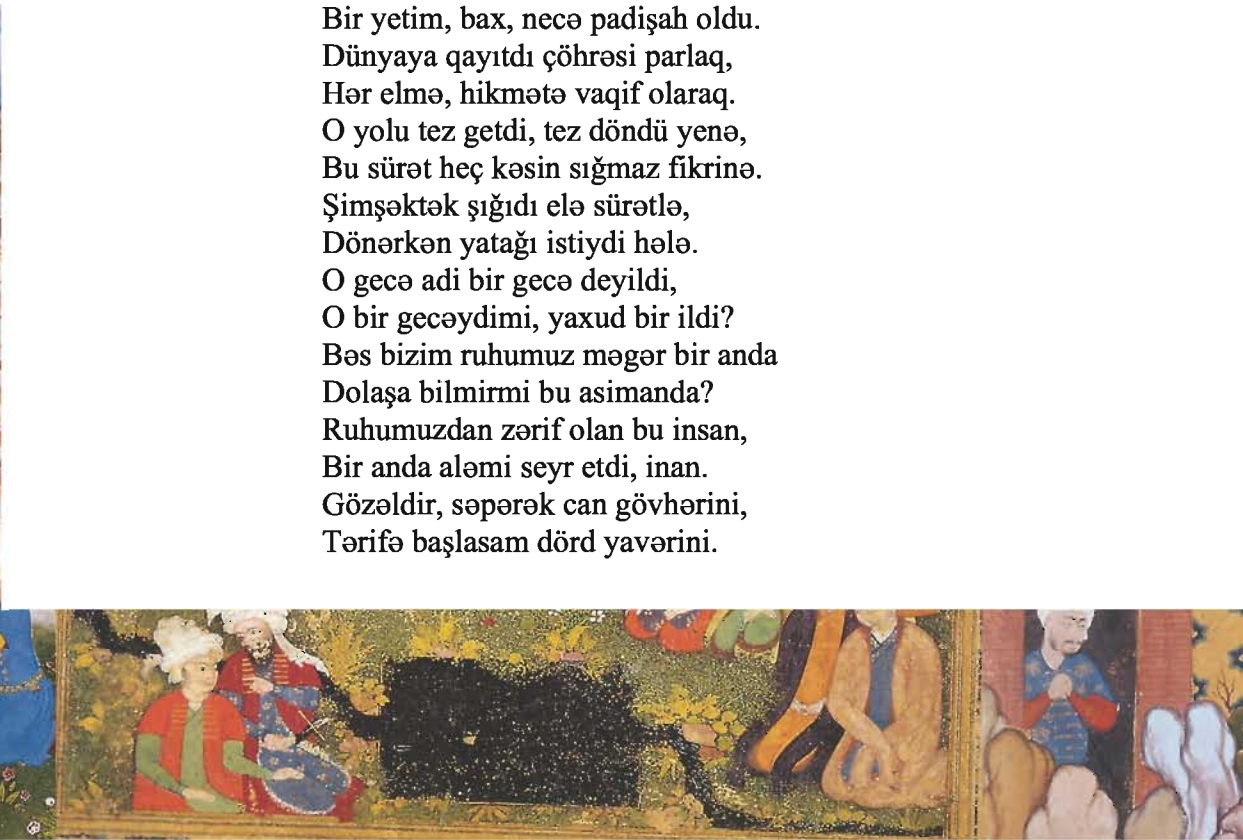 Bir yetim, bax, necə padişah oldu.
Dünyaya qayıtdı çöhrəsi parlaq,
Hər elmə, hikmətə vaqif olaraq.
O yolu tez getdi, tez döndü yenə,
Bu sürət heç kəsin sığmaz fikrinə.
Şimşəktək şığıdı elə sürətlə,
Dönərkən yatağı istiydi hələ.
O gecə adi bir gecə deyildi,
O bir gecəydimi, yaxud bir ildi?
Bəs bizim ruhumuz məgər bir anda
Dolaşa bilmirmi bu asimanda?
Ruhumuzdan zərif olan bu insan,
Bir anda aləmi seyr etdi, inan.
Gözəldir, səpərək can gövhərini,
Tərifə başlasam dörd yavərini.